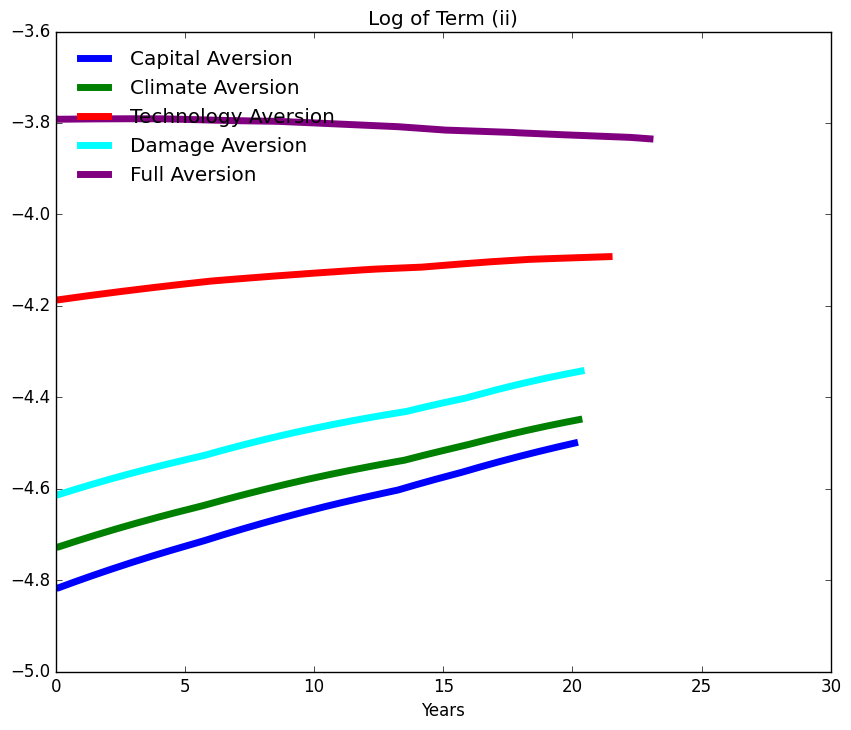 Log of Term (ii)
−3.6
−3.8
−4.0
−4.2
−4.4
−4.6
−4.8
−5.0
Capital Aversion
Climate Aversion
Technology Aversion
Damage Aversion
Full Aversion
0 5 10 15 20 25 30
Years